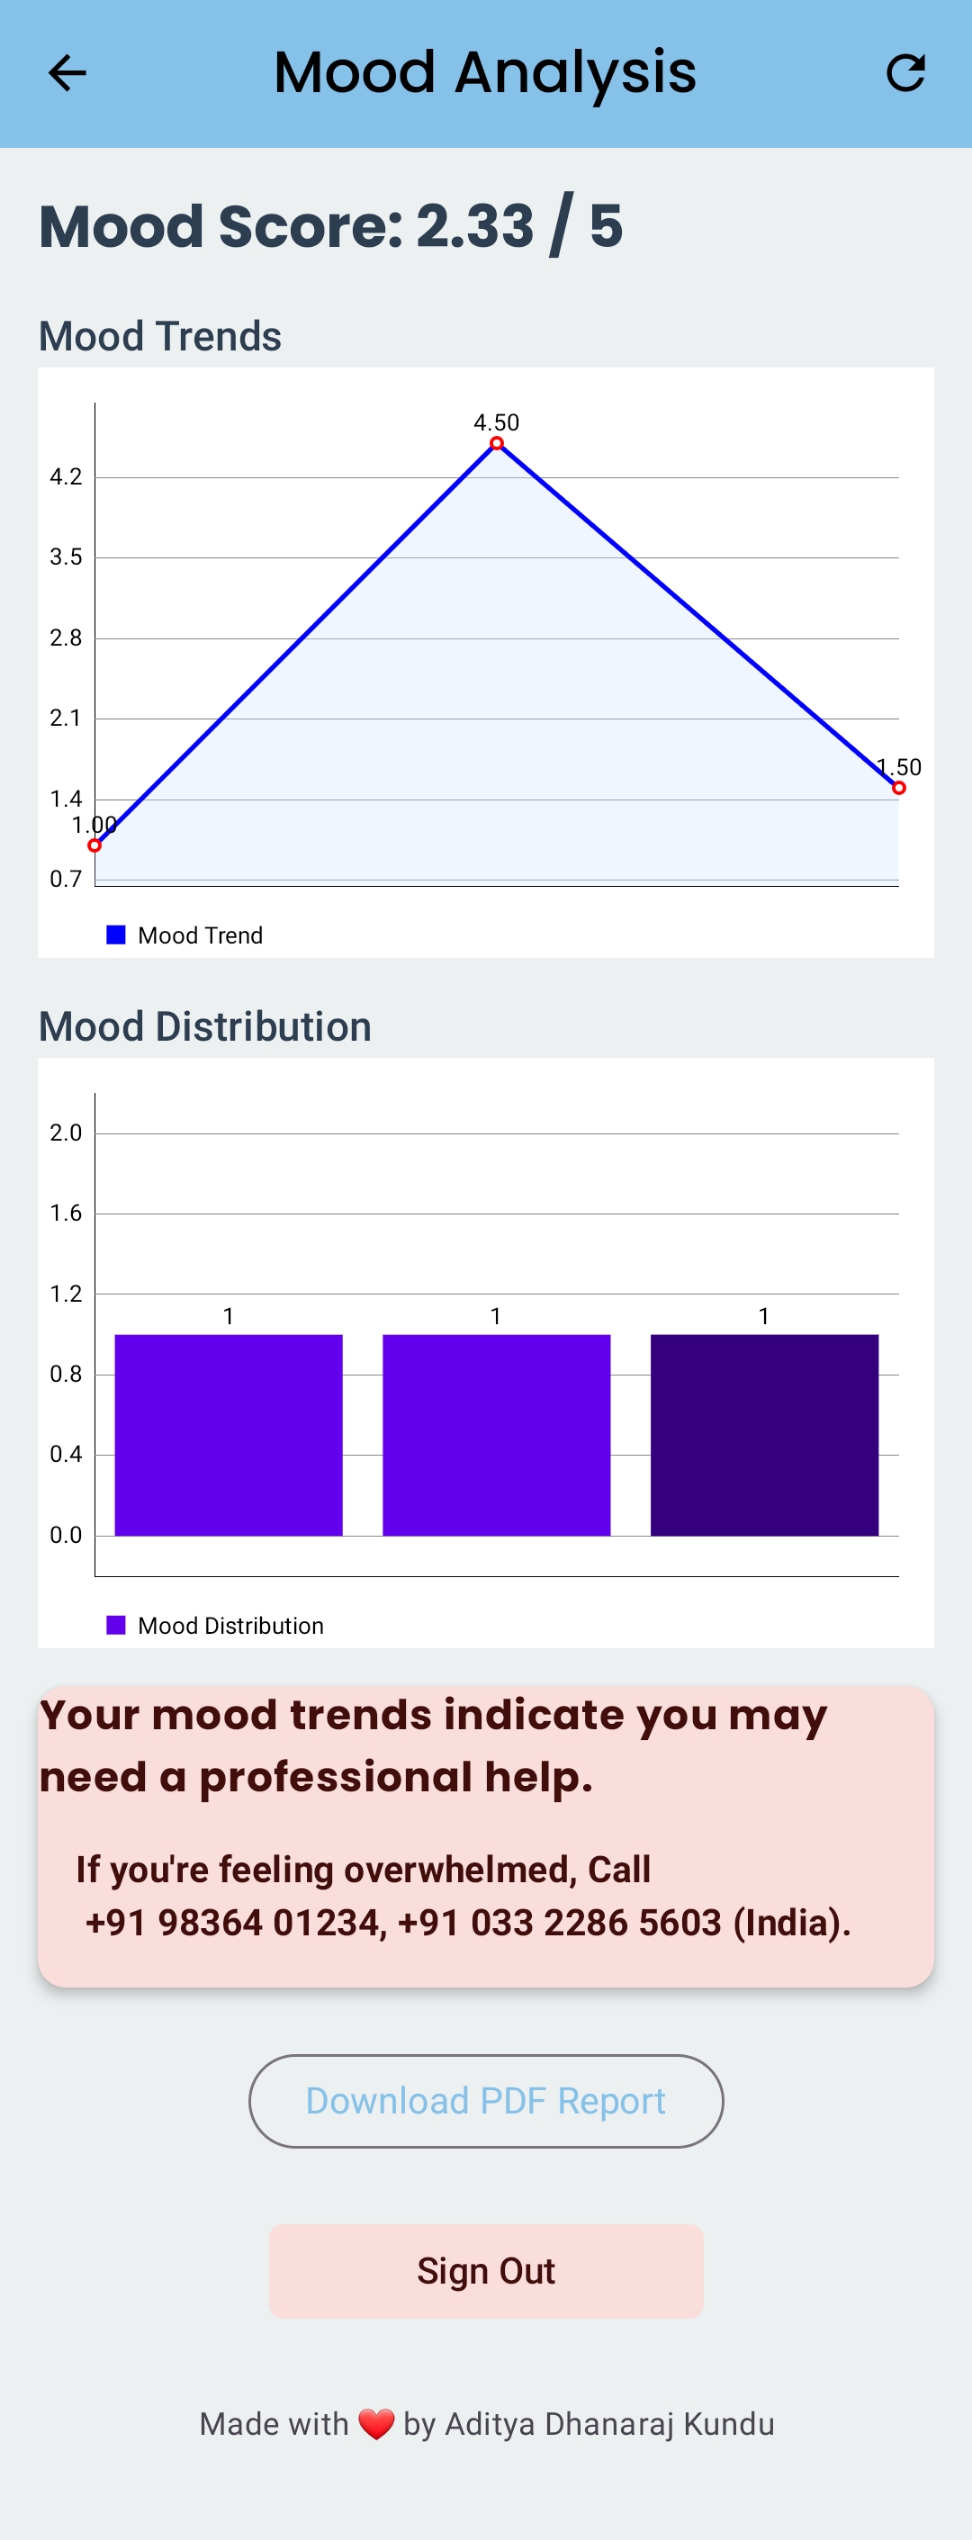 Mood Analysis
Mood Score: 2.33 / 5
Mood Trends
4.50
4.2
3.5
2.8
2.1
1.50
1.4
1.00
0.7
Mood Trend
Mood Distribution
2.0
1.6
1.2
1 1 1
0.8
0.4
0.0
Mood Distribution
Your mood trends indicate you may
need a professional help.
If you're feeling overwhelmed, Call
+91 98364 01234, +91 033 2286 5603 (India).
Download PDF Report
Sign Out
Made with ❤️ by Aditya Dhanaraj Kundu